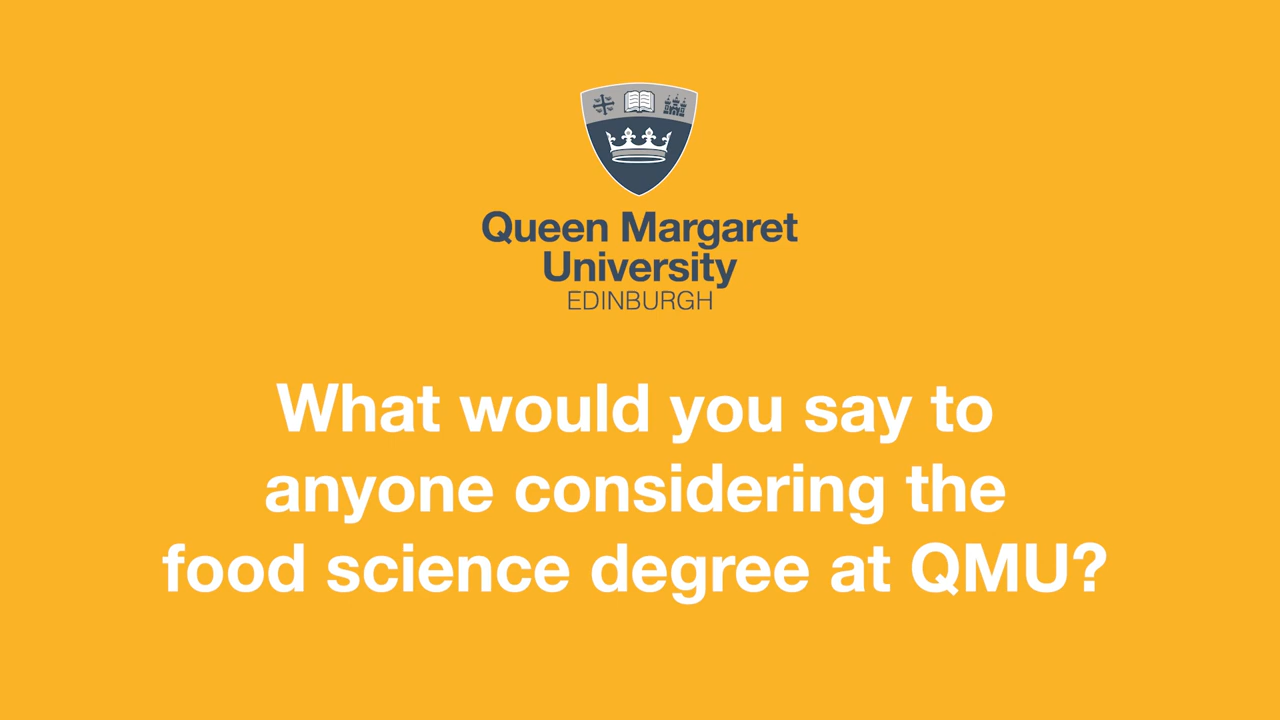 Queen Margaret
University
EDINBURGH
What would you say to
anyone considering the
food science degree at QMU?